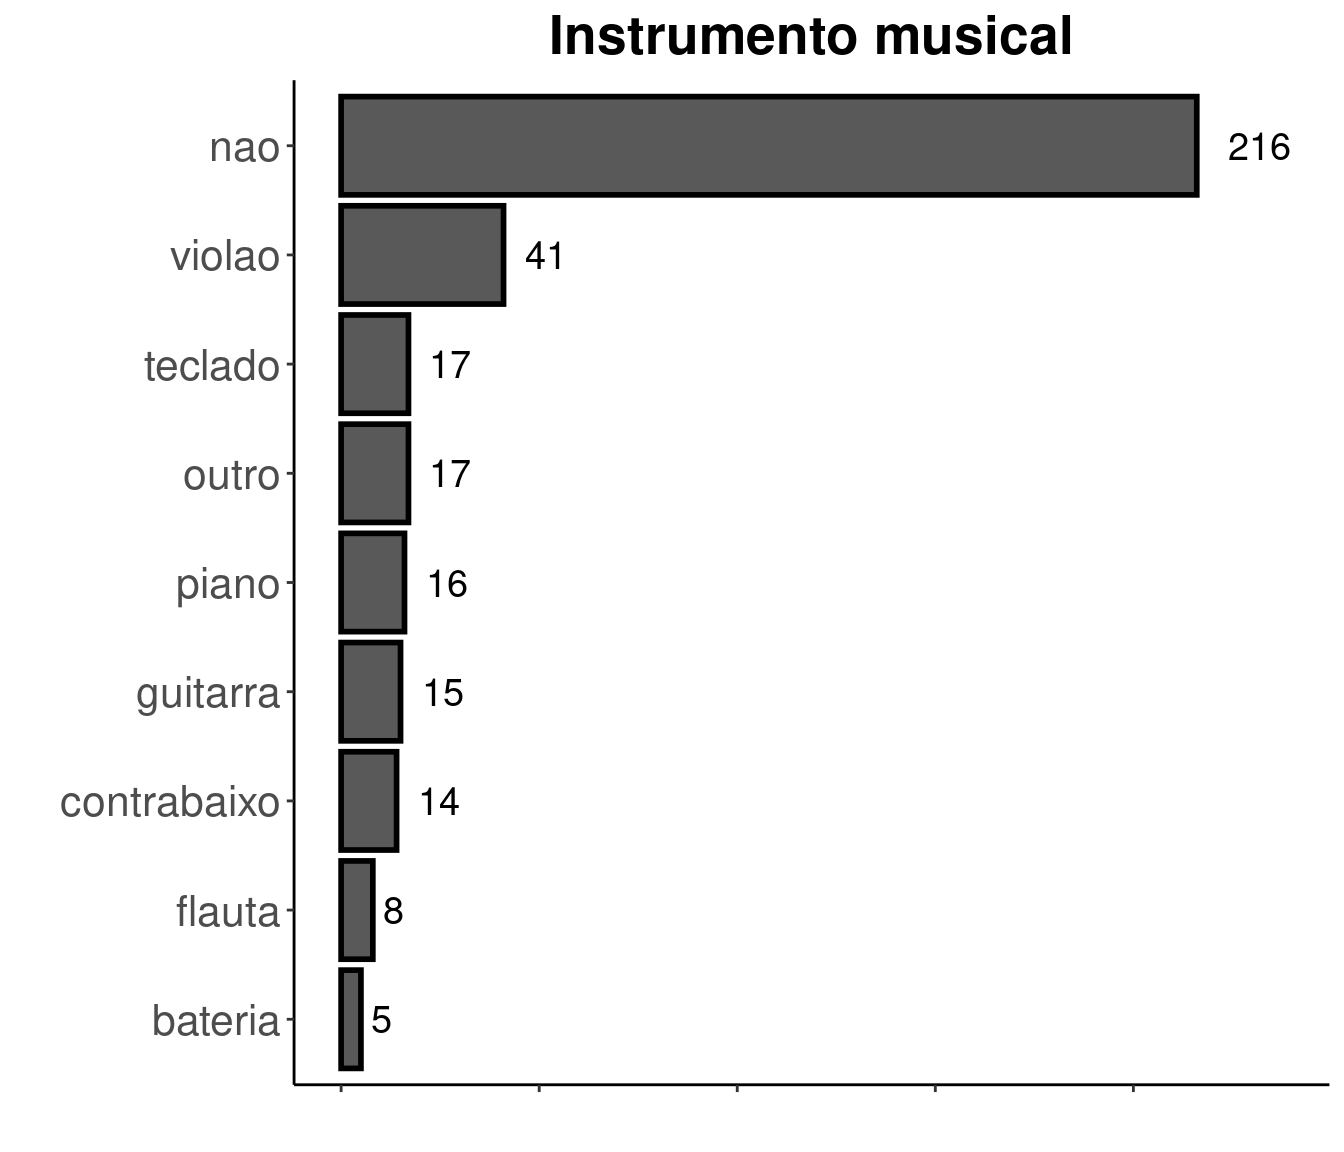 Instrumento musical
nao 216
violao 41
teclado 17
outro 17
piano 16
guitarra 15
contrabaixo 14
flauta 8
bateria 5